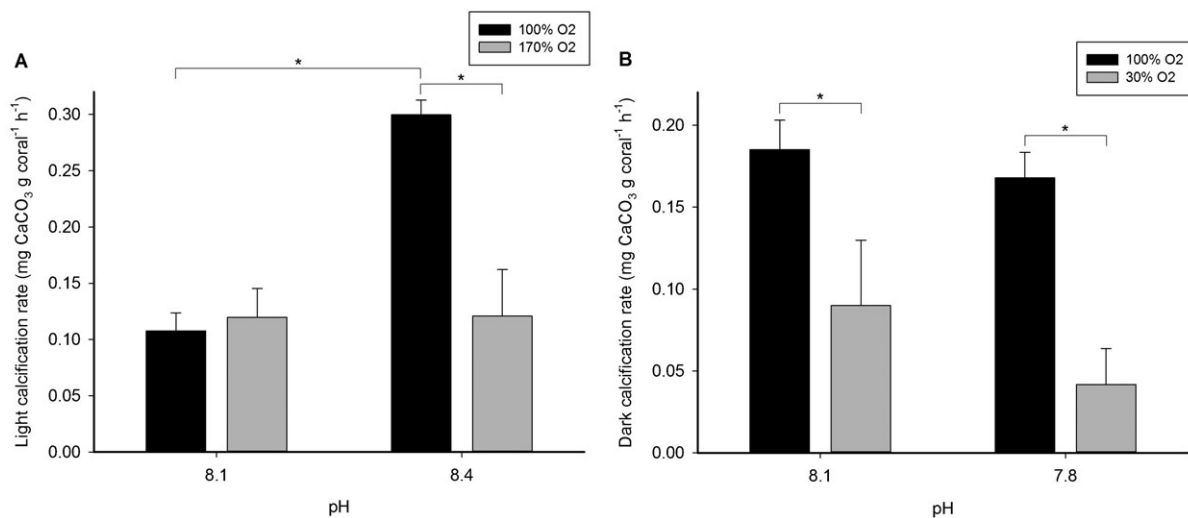 A
100% O2
170% O2
*
*
Light calcification rate (mg CaCO₃ g coral⁻¹ h⁻¹)
0.30
0.25
0.20
0.15
0.10
0.05
0.00
8.1
8.4
pH
B
100% O2
30% O2
*
*
Dark calcification rate (mg CaCO₃ g coral⁻¹ h⁻¹)
0.20
0.15
0.10
0.05
0.00
8.1
7.8
pH